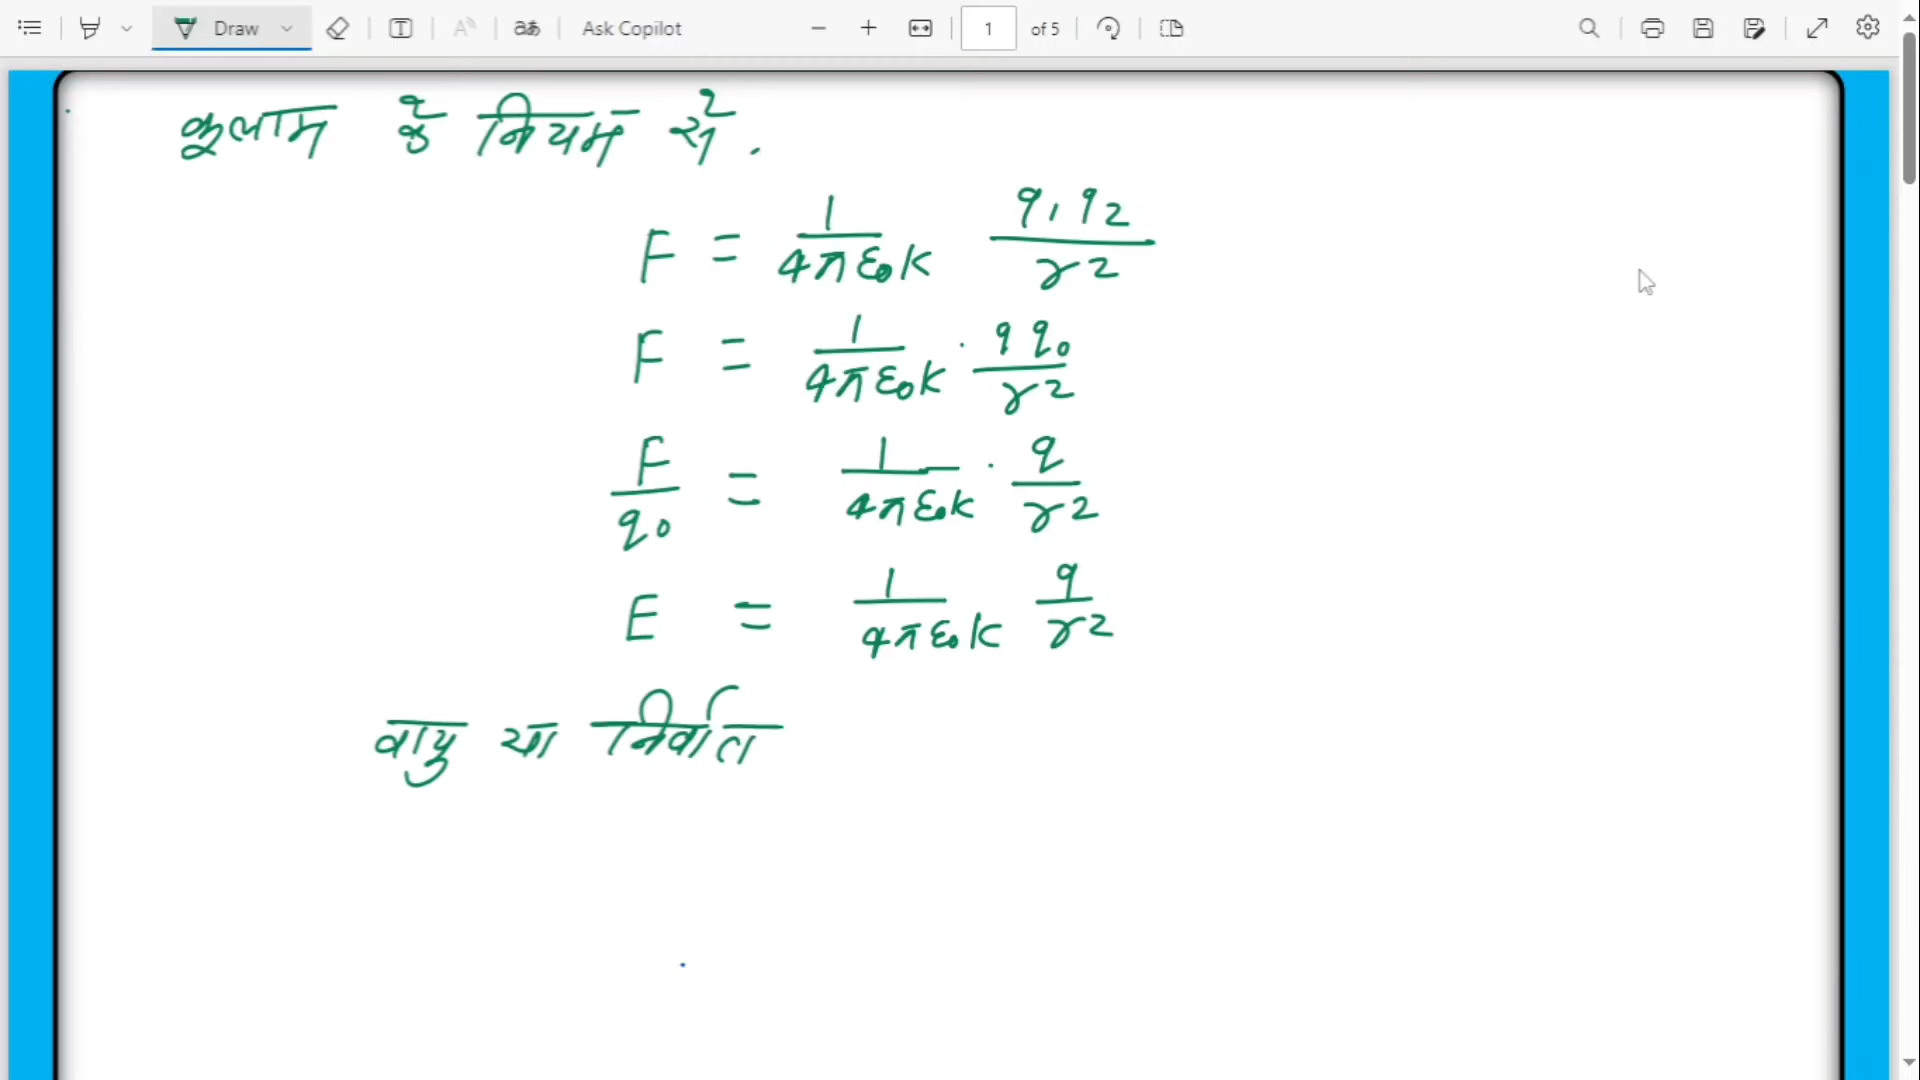 Draw
Ask Copilot
1 of 5
कूलाम के नियम से.
F = 1/4πε₀k q₁q₂/r²
F = 1/4πε₀k · qq₀/r²
F/q₀ = 1/4πε₀k · q/r²
E = 1/4πε₀k q/r²
वायु या निर्वात